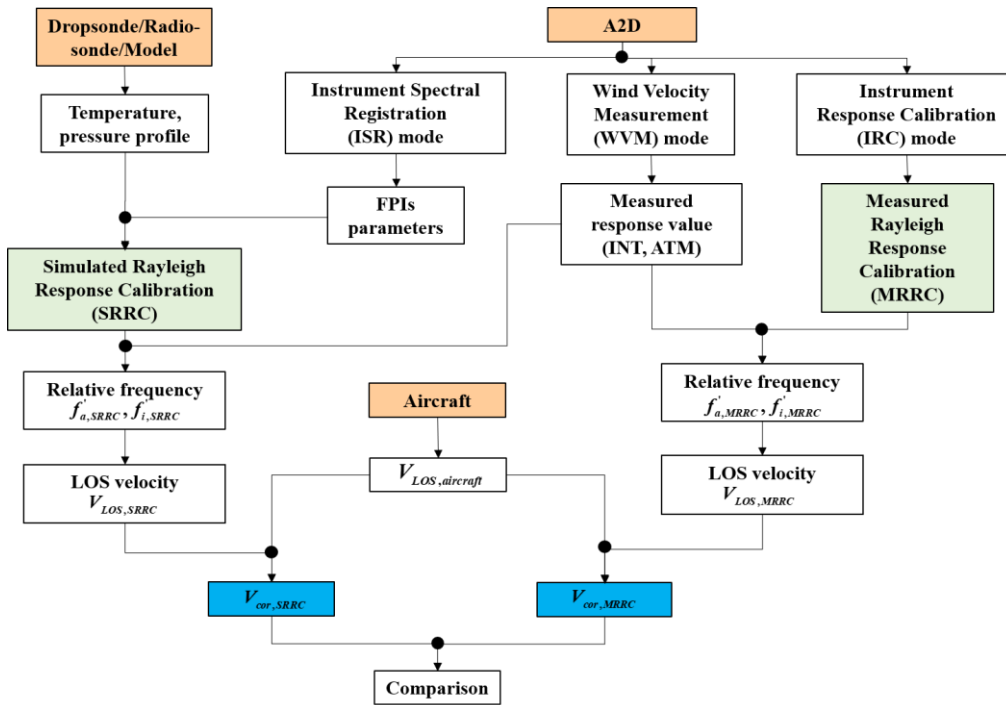 Dropsonde/Radio-
sonde/Model
A2D
Temperature,
pressure profile
Instrument Spectral
Registration
(ISR) mode
Wind Velocity
Measurement
(WVM) mode
Instrument
Response Calibration
(IRC) mode
FPIs
parameters
Measured
response value
(INT, ATM)
Measured
Rayleigh
Response
Calibration
(MRRC)
Simulated Rayleigh
Response Calibration
(SRRC)
Relative frequency
f'a,SRRC, f'i,SRRC
Aircraft
Relative frequency
f'a,MRRC, f'i,MRRC
LOS velocity
VLOS,SRRC
VLOS,aircraft
LOS velocity
VLOS,MRRC
Vcor,SRRC
Vcor,MRRC
Comparison